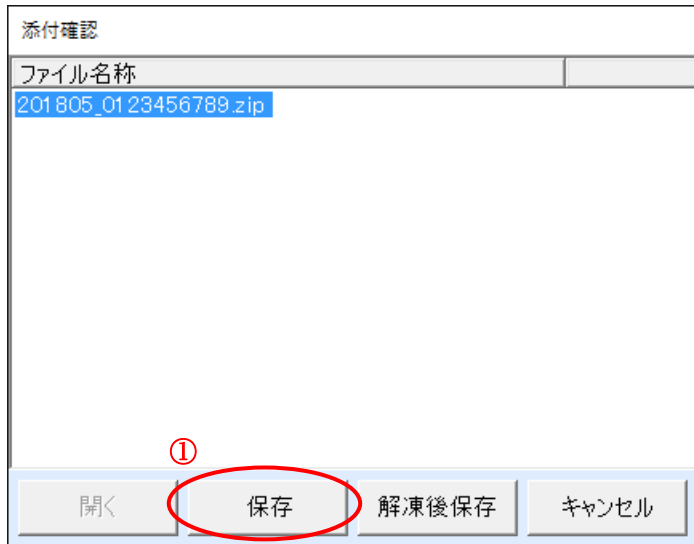 添付確認
ファイル名称
201805_0123456789.zip
①
開く 保存 解凍後保存 キャンセル